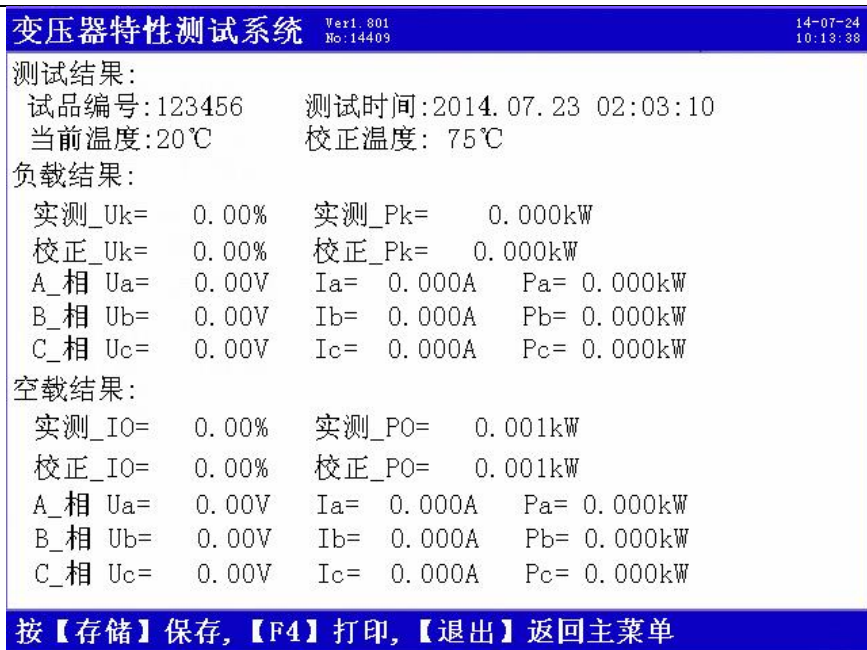 变压器特性测试系统 Ver1.801 No:14409 14-07-24 10:13:38
测试结果:
试品编号:123456 测试时间:2014.07.23 02:03:10
当前温度:20℃ 校正温度: 75℃
负载结果:
实测_Uk= 0.00% 实测_Pk= 0.000kW
校正_Uk= 0.00% 校正_Pk= 0.000kW
A_相 Ua= 0.00V Ia= 0.000A Pa= 0.000kW
B_相 Ub= 0.00V Ib= 0.000A Pb= 0.000kW
C_相 Uc= 0.00V Ic= 0.000A Pc= 0.000kW
空载结果:
实测_IO= 0.00% 实测_PO= 0.001kW
校正_IO= 0.00% 校正_PO= 0.001kW
A_相 Ua= 0.00V Ia= 0.000A Pa= 0.000kW
B_相 Ub= 0.00V Ib= 0.000A Pb= 0.000kW
C_相 Uc= 0.00V Ic= 0.000A Pc= 0.000kW
按【存储】保存,【F4】打印,【退出】返回主菜单